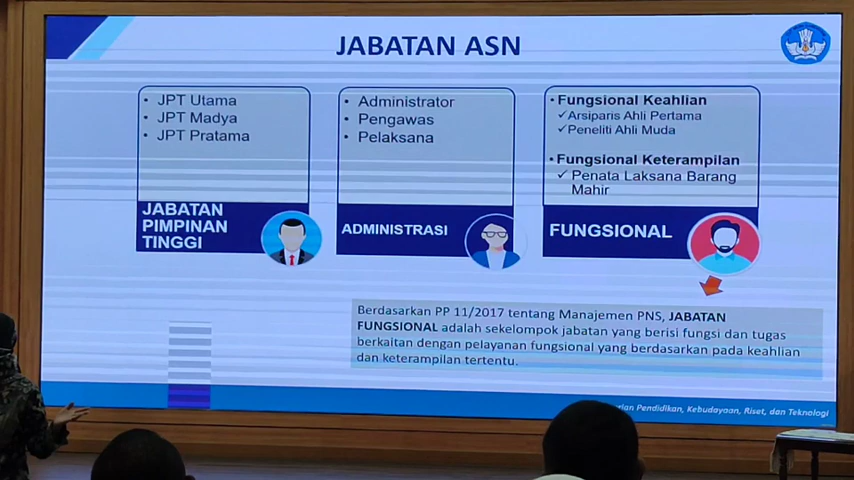 JABATAN ASN
• JPT Utama
• JPT Madya
• JPT Pratama
JABATAN
PIMPINAN
TINGGI
• Administrator
• Pengawas
• Pelaksana
ADMINISTRASI
• Fungsional Keahlian
✓Arsiparis Ahli Pertama
✓Peneliti Ahli Muda
• Fungsional Keterampilan
✓ Penata Laksana Barang
Mahir
FUNGSIONAL
Berdasarkan PP 11/2017 tentang Manajemen PNS, JABATAN
FUNGSIONAL adalah sekelompok jabatan yang berisi fungsi dan tugas
berkaitan dengan pelayanan fungsional yang berdasarkan pada keahlian
dan keterampilan tertentu.
Pendidikan, Kebudayaan, Riset, dan Teknologi